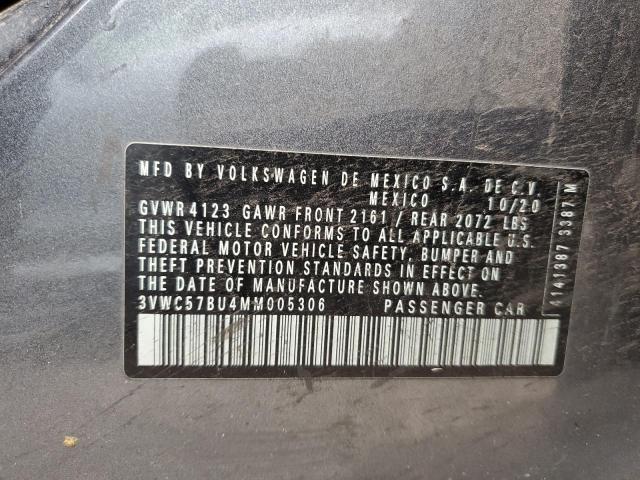 MFD BY VOLKSWAGEN DE MEXICO S.A. DE C.V.
MEXICO 10/20
GVWR 4123 GAWR FRONT 2161 / REAR 2072 LBS
THIS VEHICLE CONFORMS TO ALL APPLICABLE U.S.
FEDERAL MOTOR VEHICLE SAFETY, BUMPER AND
THEFT PREVENTION STANDARDS IN EFFECT ON
THE DATE OF MANUFACTURE SHOWN ABOVE.
3VWC57BU4MM005306 PASSENGER CAR
3387 M